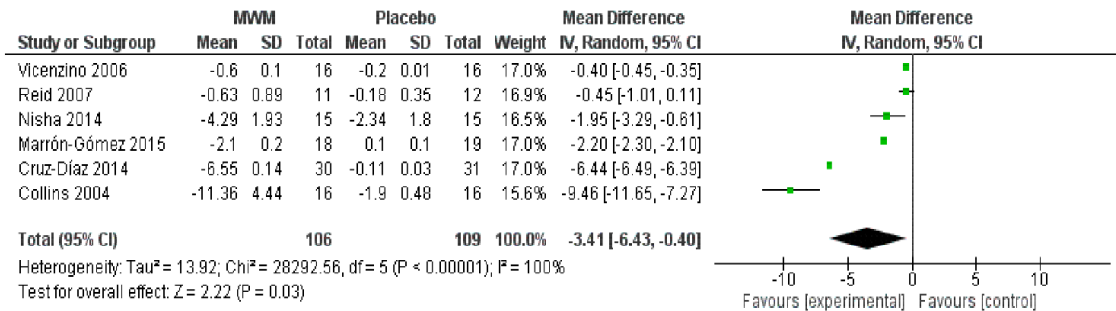 MWM Placebo Mean Difference Mean Difference
Study or Subgroup Mean SD Total Mean SD Total Weight IV, Random, 95% CI IV, Random, 95% CI
Vicenzino 2006 -0.6 0.1 16 -0.2 0.01 16 17.0% -0.40 [-0.45, -0.35]
Reid 2007 -0.63 0.89 11 -0.18 0.35 12 16.9% -0.45 [-1.01, 0.11]
Nisha 2014 -4.29 1.93 15 -2.34 1.8 15 16.5% -1.95 [-3.29, -0.61]
Marrón-Gómez 2015 -2.1 0.2 18 0.1 0.1 19 17.0% -2.20 [-2.30, -2.10]
Cruz-Díaz 2014 -6.55 0.14 30 -0.11 0.03 31 17.0% -6.44 [-6.49, -6.39]
Collins 2004 -11.36 4.44 16 -1.9 0.48 16 15.6% -9.46 [-11.65, -7.27]
Total (95% CI) 106 109 100.0% -3.41 [-6.43, -0.40]
Heterogeneity: Tau² = 13.92; Chi² = 28292.56, df = 5 (P < 0.00001); I² = 100%
Test for overall effect: Z = 2.22 (P = 0.03)
-10 -5 0 5 10
Favours [experimental] Favours [control]